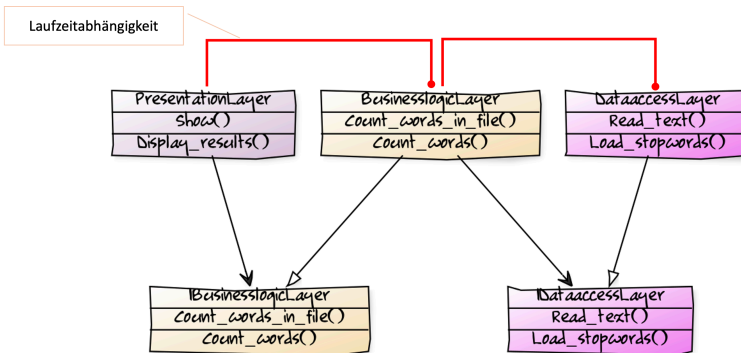 Laufzeitabhängigkeit
PresentationLayer
Show()
Display_results()
BusinesslogicLayer
Count_words_in_file()
Count_words()
DataaccessLayer
Read_text()
Load_stopwords()
IBusinesslogicLayer
Count_words_in_file()
Count_words()
IDataaccessLayer
Read_text()
Load_stopwords()